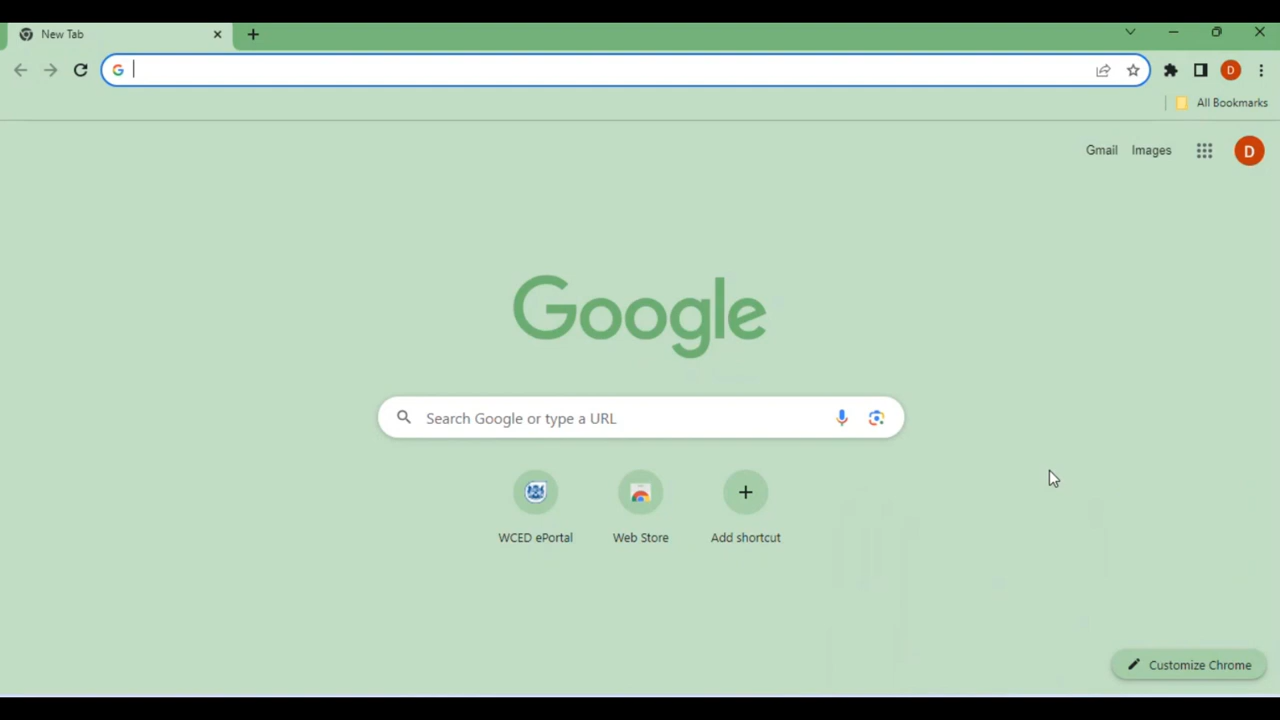 New Tab
All Bookmarks
Gmail Images
D
D
Google
Search Google or type a URL
WCED ePortal
Web Store
Add shortcut
Customize Chrome